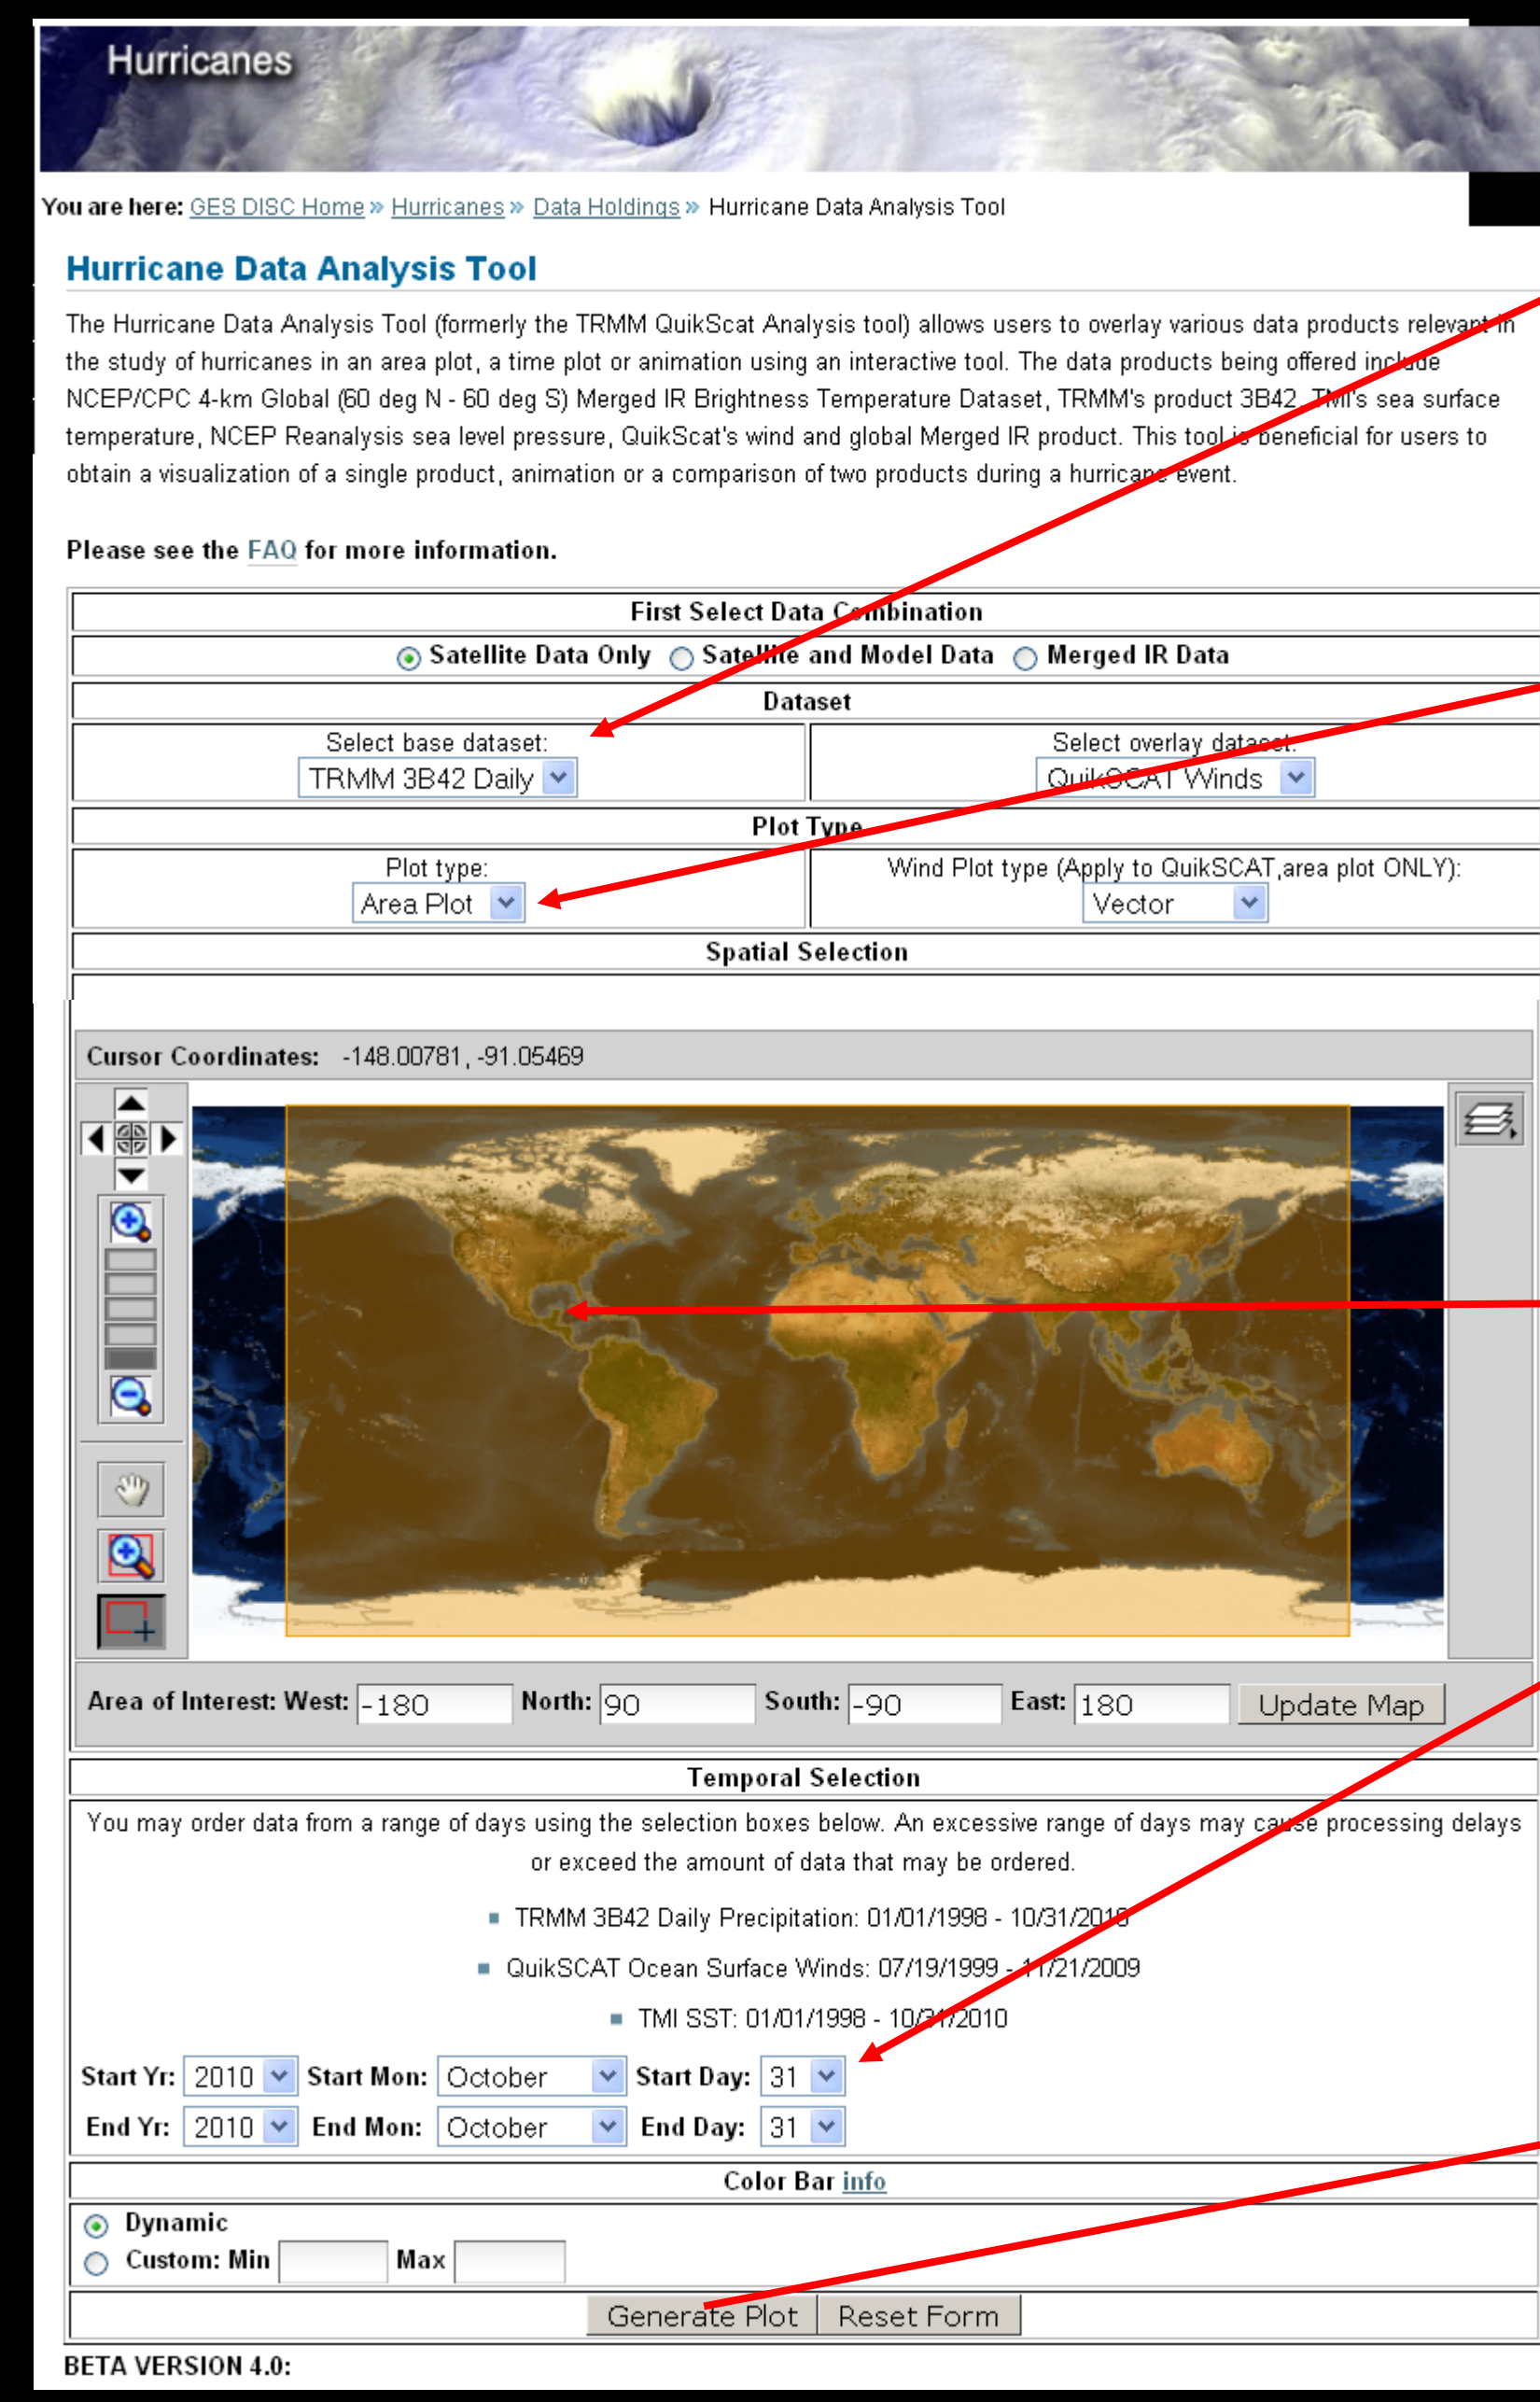 Hurricanes
You are here: GES DISC Home » Hurricanes » Data Holdings » Hurricane Data Analysis Tool
Hurricane Data Analysis Tool
The Hurricane Data Analysis Tool (formerly the TRMM QuikScat Analysis tool) allows users to overlay various data products relevant in
the study of hurricanes in an area plot, a time plot or animation using an interactive tool. The data products being offered include
NCEP/CPC 4-km Global (60 deg N - 60 deg S) Merged IR Brightness Temperature Dataset, TRMM's product 3B42, TMI's sea surface
temperature, NCEP Reanalysis sea level pressure, QuikScat's wind and global Merged IR product. This tool is beneficial for users to
obtain a visualization of a single product, animation or a comparison of two products during a hurricane event.
Please see the FAQ for more information.
First Select Data Combination
Satellite Data Only Satellite and Model Data Merged IR Data
Dataset
Select base dataset: Select overlay dataset:
TRMM 3B42 Daily QuikSCAT Winds
Plot Type
Plot type: Wind Plot type (Apply to QuikSCAT,area plot ONLY):
Area Plot Vector
Spatial Selection
Cursor Coordinates: -148.00781, -91.05469
Area of Interest: West: -180 North: 90 South: -90 East: 180 Update Map
Temporal Selection
You may order data from a range of days using the selection boxes below. An excessive range of days may cause processing delays
or exceed the amount of data that may be ordered.
TRMM 3B42 Daily Precipitation: 01/01/1998 - 10/31/2010
QuikSCAT Ocean Surface Winds: 07/19/1999 - 11/21/2009
TMI SST: 01/01/1998 - 10/31/2010
Start Yr: 2010 Start Mon: October Start Day: 31
End Yr: 2010 End Mon: October End Day: 31
Color Bar info
Dynamic
Custom: Min Max
Generate Plot Reset Form
BETA VERSION 4.0: